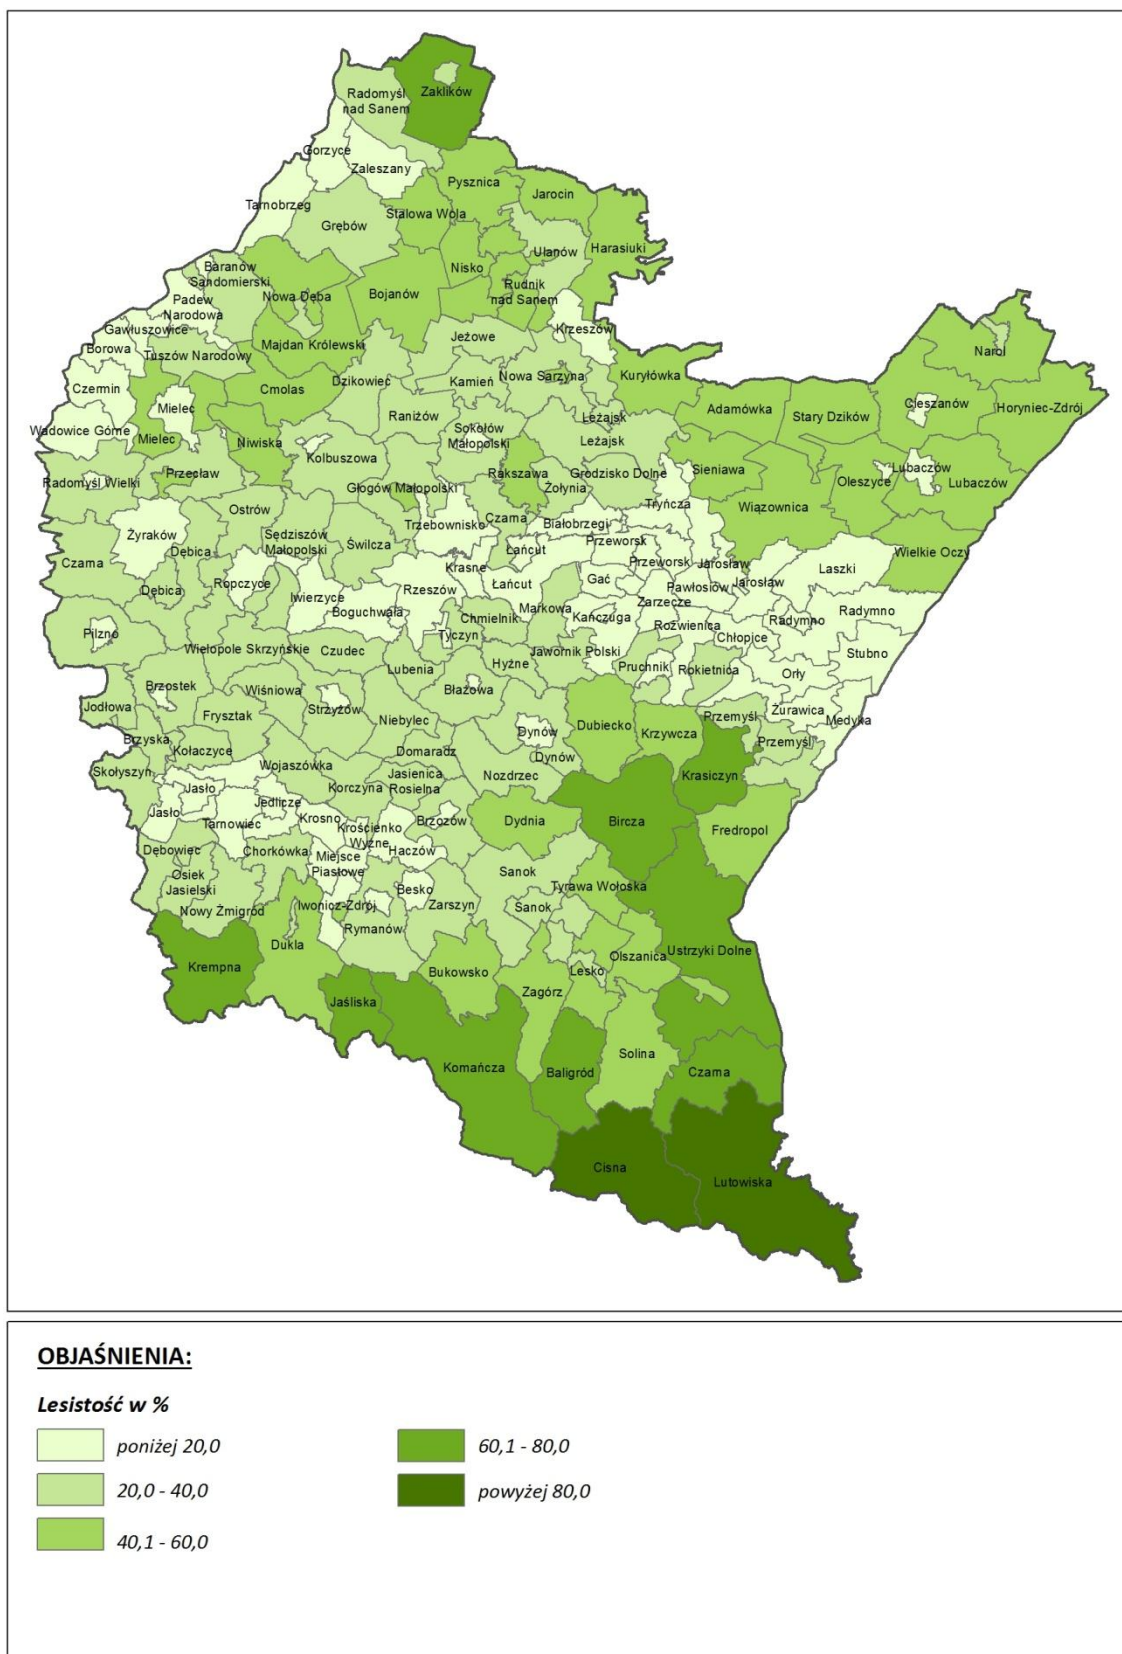 Zaklików
Radomyśl
nad Sanem
Gorzyce
Zaleszany
Pysznica
Jarocin
Tarnobrzeg
Stalowa Wola
Grębów
Ułanów
Harasiuki
Baranów
Sandomierski
Nowa Dęba
Bojanów
Nisko
Rudnik
nad Sanem
Padew
Narodowa
Gawłuszowice
Krzeszów
Borowa
Tuszów Narodowy
Majdan Królewski
Jeżowe
Narol
Czermin
Cmolas
Dzikowiec
Kamień
Nowa Sarzyna
Kuryłówka
Mielec
Raniżów
Leżajsk
Adamówka
Stary Dzików
Cieszanów
Horyniec-Zdrój
Wadowice Górne
Mielec
Niwiska
Sokołów
Małopolski
Leżajsk
Kolbuszowa
Radomyśl Wielki
Przecław
Rakszawa
Grodzisko Dolne
Sieniawa
Lubaczów
Oleszyce
Lubaczów
Głogów Małopolski
Żołynia
Tryńcza
Wiązownica
Ostrów
Trzebownisko
Czarna
Białobrzegi
Żyraków
Sędziszów
Małopolski
Świlcza
Przeworsk
Dębica
Łańcut
Przeworsk
Jarosław
Wielkie Oczy
Czarna
Krasne
Laszki
Dębica
Ropczyce
Iwierzyce
Rzeszów
Łańcut
Gać
Pawłosiów
Jarosław
Boguchwała
Markowa
Kańczuga
Zarzecze
Radymno
Chmielnik
Roźwienica
Radymno
Pilzno
Tyczyn
Chłopice
Stubno
Wielopole Skrzyńskie
Czudec
Jawornik Polski
Lubenia
Hyżne
Pruchnik
Rokietnica
Orły
Brzostek
Wiśniowa
Błażowa
Jodłowa
Strzyżów
Żurawica
Frysztak
Niebylec
Dubiecko
Przemyśl
Medyka
Brzyska
Dynów
Krzywcza
Kołaczyce
Domaradz
Dynów
Przemyśl
Skołyszyn
Wojaszówka
Jasienica
Rosielna
Nozdrzec
Krasiczyn
Jasło
Korczyna
Jedlicze
Jasło
Krosno
Brzozów
Dydnia
Bircza
Tarnowiec
Krościenko
Wyżne
Fredropol
Dębowiec
Chorkówka
Miejsce
Piastowe
Haczów
Osiek
Jasielski
Sanok
Besko
Tyrawa Wołoska
Nowy Żmigród
Iwonicz-Zdrój
Zarszyn
Sanok
Rymanów
Dukla
Ustrzyki Dolne
Olszanica
Krempna
Bukowsko
Lesko
Jaśliska
Zagórz
Solina
Komańcza
Baligród
Czarna
Cisna
Lutowiska
OBJAŚNIENIA:
Lesistość w %
poniżej 20,0
20,0 - 40,0
40,1 - 60,0
60,1 - 80,0
powyżej 80,0